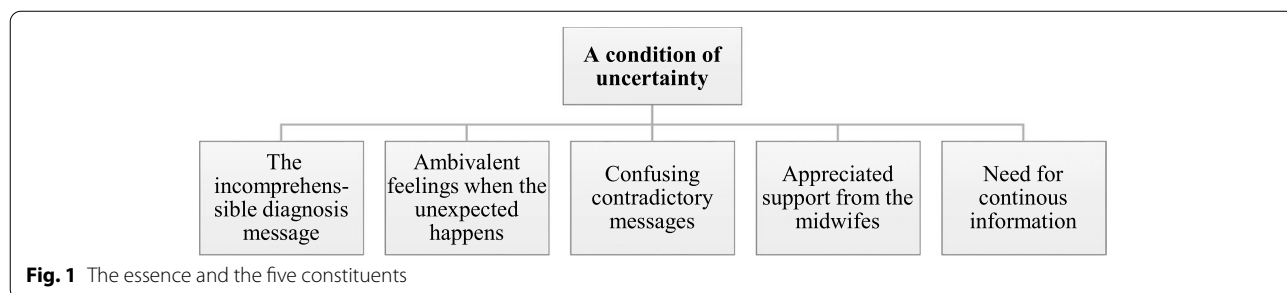 A condition of
uncertainty
The
incomprehens-
sible diagnosis
message
Ambivalent
feelings when the
unexpected
happens
Confusing
contradictory
messages
Appreciated
support from the
midwifes
Need for
continous
information
Fig. 1 The essence and the five constituents